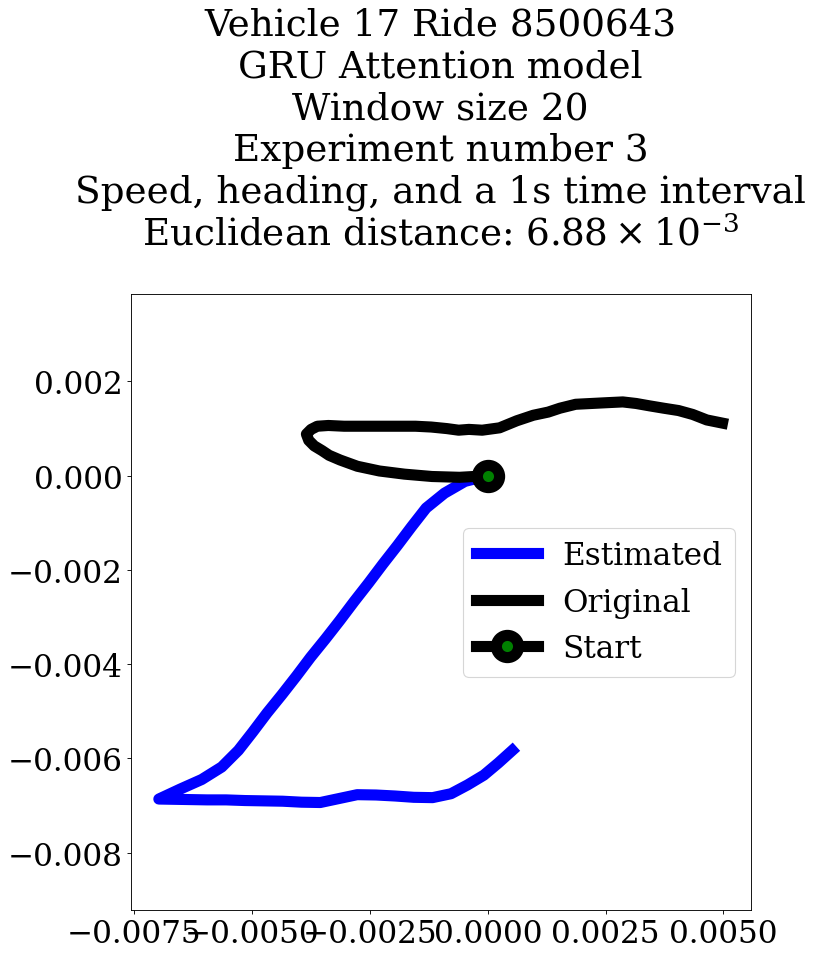 Vehicle 17 Ride 8500643
GRU Attention model
Window size 20
Experiment number 3
Speed, heading, and a 1s time interval
Euclidean distance: 6.88 × 10⁻³
0.002
0.000
−0.002
−0.004
−0.006
−0.008
Estimated
Original
Start
−0.0075 −0.0050 −0.0025 0.0000 0.0025 0.0050